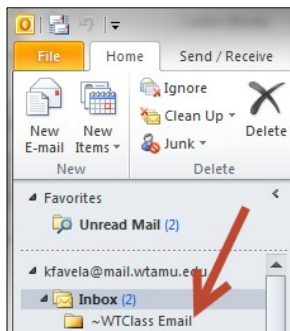 File Home Send / Receive
New E-mail
New Items
Ignore
Clean Up
Junk
Delete
New Delete
Favorites
Unread Mail (2)
kfavela@mail.wtamu.edu
Inbox (2)
~WTClass Email